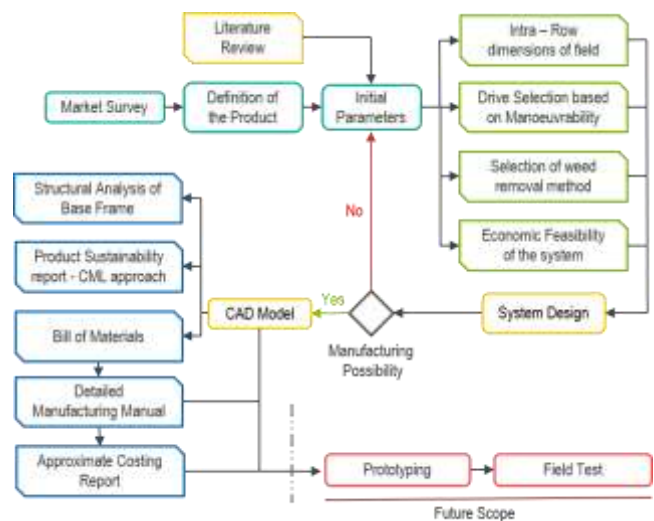 Literature
Review
Market Survey
Definition of
the Product
Initial
Parameters
Intra – Row
dimensions of field
Drive Selection based
on Manoeuvrability
Selection of weed
removal method
Economic Feasibility
of the system
No
Structural Analysis of
Base Frame
Product Sustainability
report - CML approach
Bill of Materials
Detailed
Manufacturing Manual
Approximate Costing
Report
CAD Model
Yes
Manufacturing
Possibility
System Design
Prototyping
Field Test
Future Scope